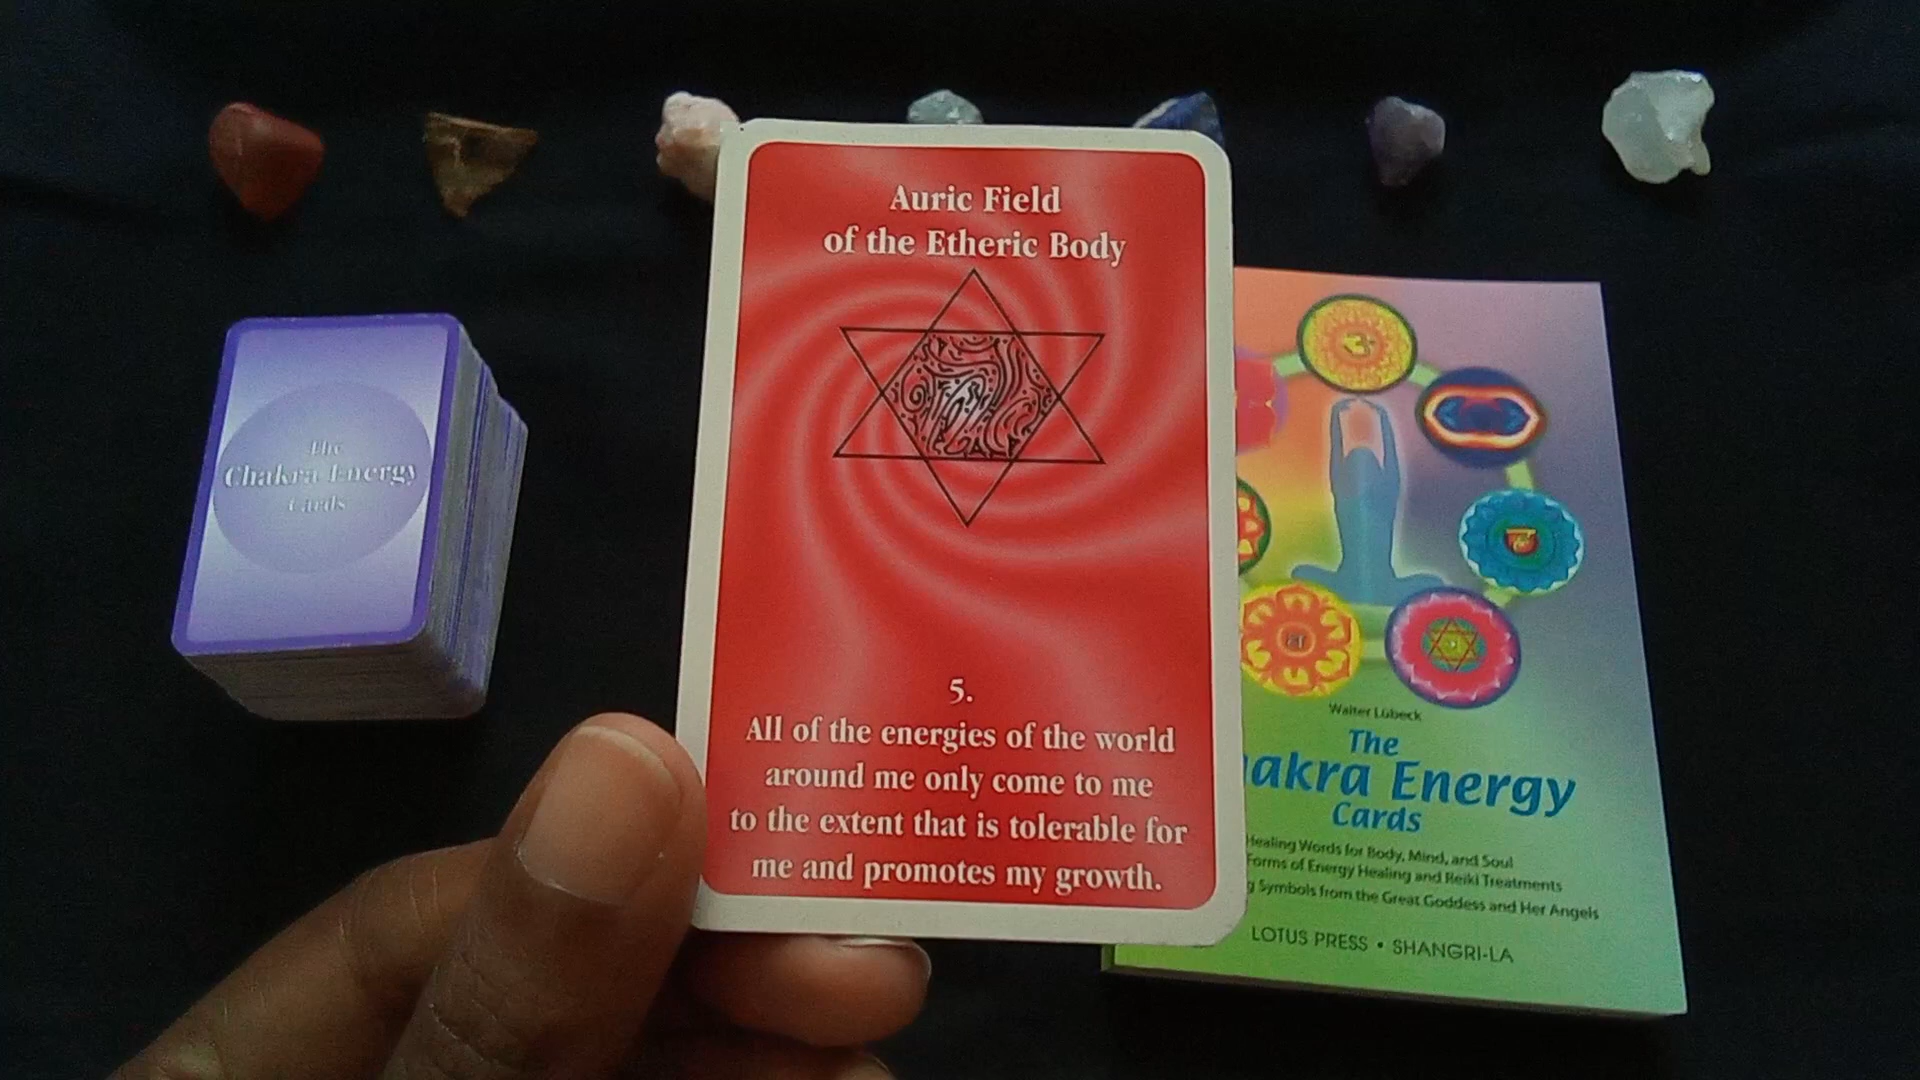 Auric Field
of the Etheric Body
5.
All of the energies of the world
around me only come to me
to the extent that is tolerable for
me and promotes my growth.
The
Chakra Energy
Cards
Walter Lübeck
The
akra Energy
Cards
Healing Words for Body, Mind, and Soul
Forms of Energy Healing and Reiki Treatments
g Symbols from the Great Goddess and Her Angels
LOTUS PRESS • SHANGRI-LA